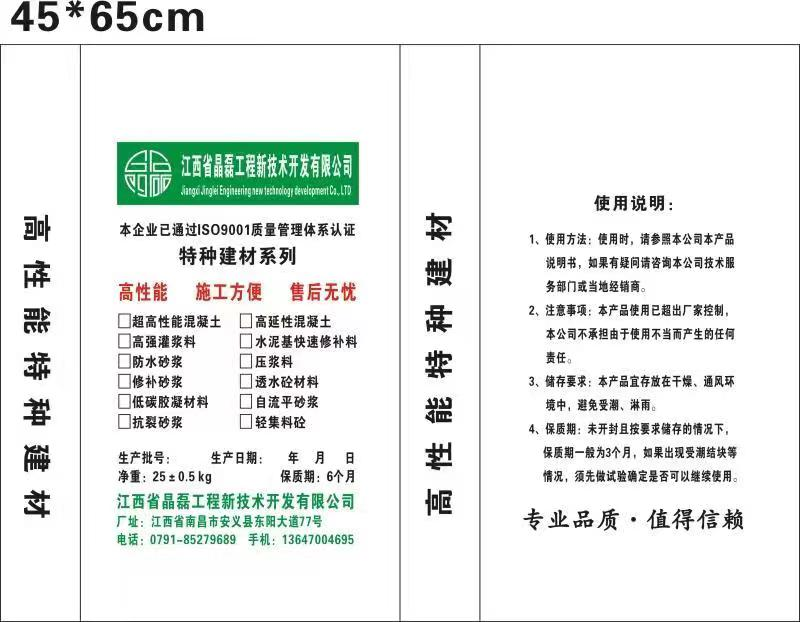 45*65cm
高性能特种建材
江西省晶磊工程新技术开发有限公司
Jiangxi Jinglei Engineering new technology development Co., LTD
本企业已通过ISO9001质量管理体系认证
特种建材系列
高性能 施工方便 售后无忧
□超高性能混凝土 □高延性混凝土
□高强灌浆料 □水泥基快速修补料
□防水砂浆 □压浆料
□修补砂浆 □透水砼材料
□低碳胶凝材料 □自流平砂浆
□抗裂砂浆 □轻集料砼
生产批号: 生产日期: 年 月 日
净重: 25±0.5 kg 保质期: 6个月
江西省晶磊工程新技术开发有限公司
厂址: 江西省南昌市安义县东阳大道77号
电话: 0791-85279689 手机: 13647004695
高性能特种建材
使用说明:
1、使用方法: 使用时, 请参照本公司本产品
说明书, 如果有疑问请咨询本公司技术服
务部门或当地经销商。
2、注意事项: 本产品使用已超出厂家控制,
本公司不承担由于使用不当而产生的任何
责任。
3、储存要求: 本产品宜存放在干燥、通风环
境中, 避免受潮、淋雨。
4、保质期: 未开封且按要求储存的情况下,
保质期一般为3个月, 如果出现受潮结块等
情况, 须先做试验确定是否可以继续使用。
专业品质·值得信赖